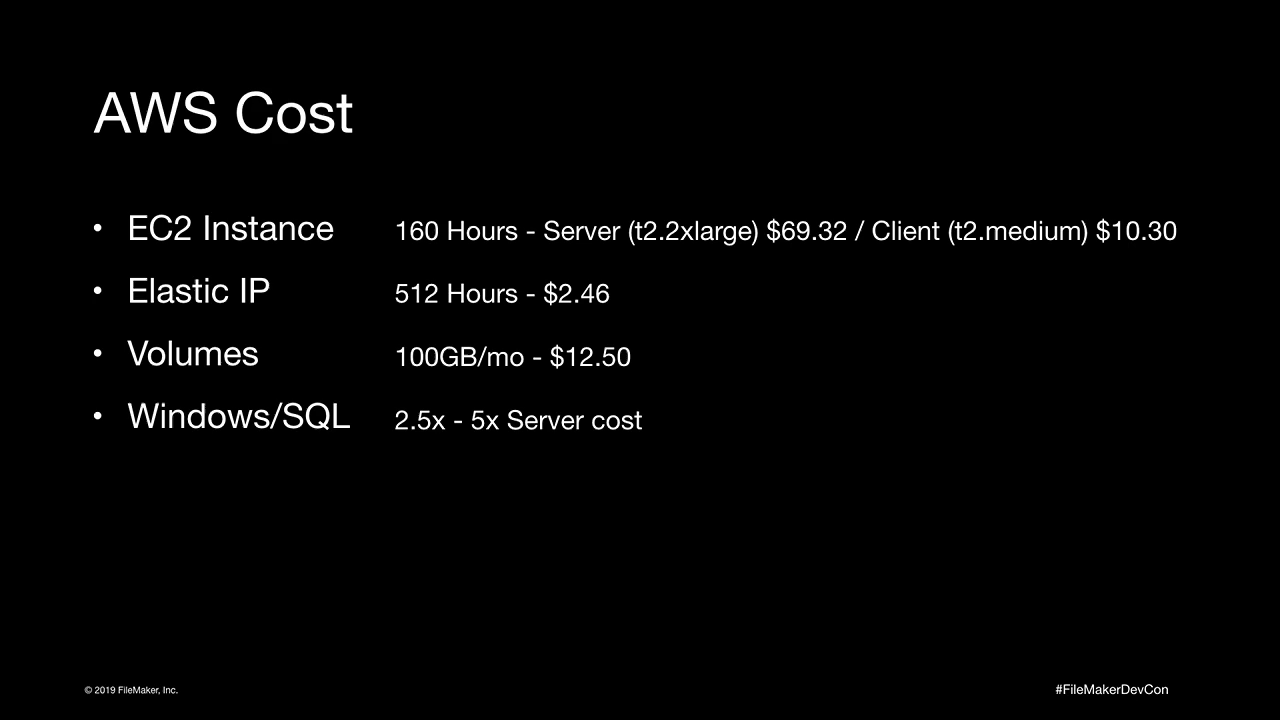 AWS Cost
• EC2 Instance 160 Hours - Server (t2.2xlarge) $69.32 / Client (t2.medium) $10.30
• Elastic IP 512 Hours - $2.46
• Volumes 100GB/mo - $12.50
• Windows/SQL 2.5x - 5x Server cost
© 2019 FileMaker, Inc. #FileMakerDevCon